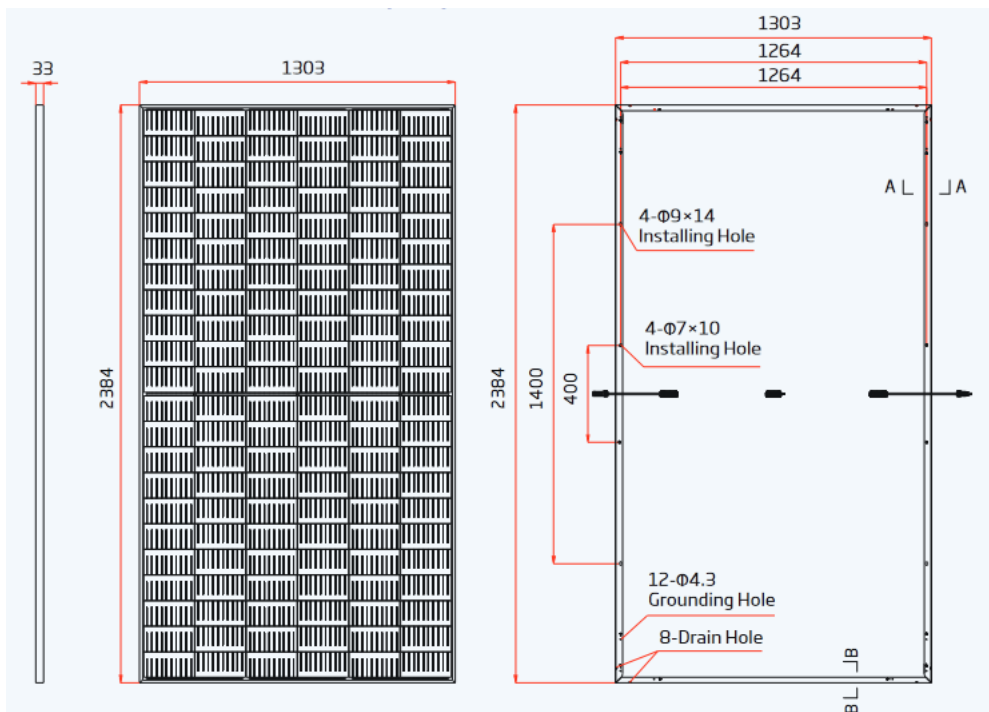 33
1303
2384
1303
1264
1264
A
A
4-Φ9×14
Installing Hole
4-Φ7×10
Installing Hole
2384
1400
400
12-Φ4.3
Grounding Hole
8-Drain Hole
B
B